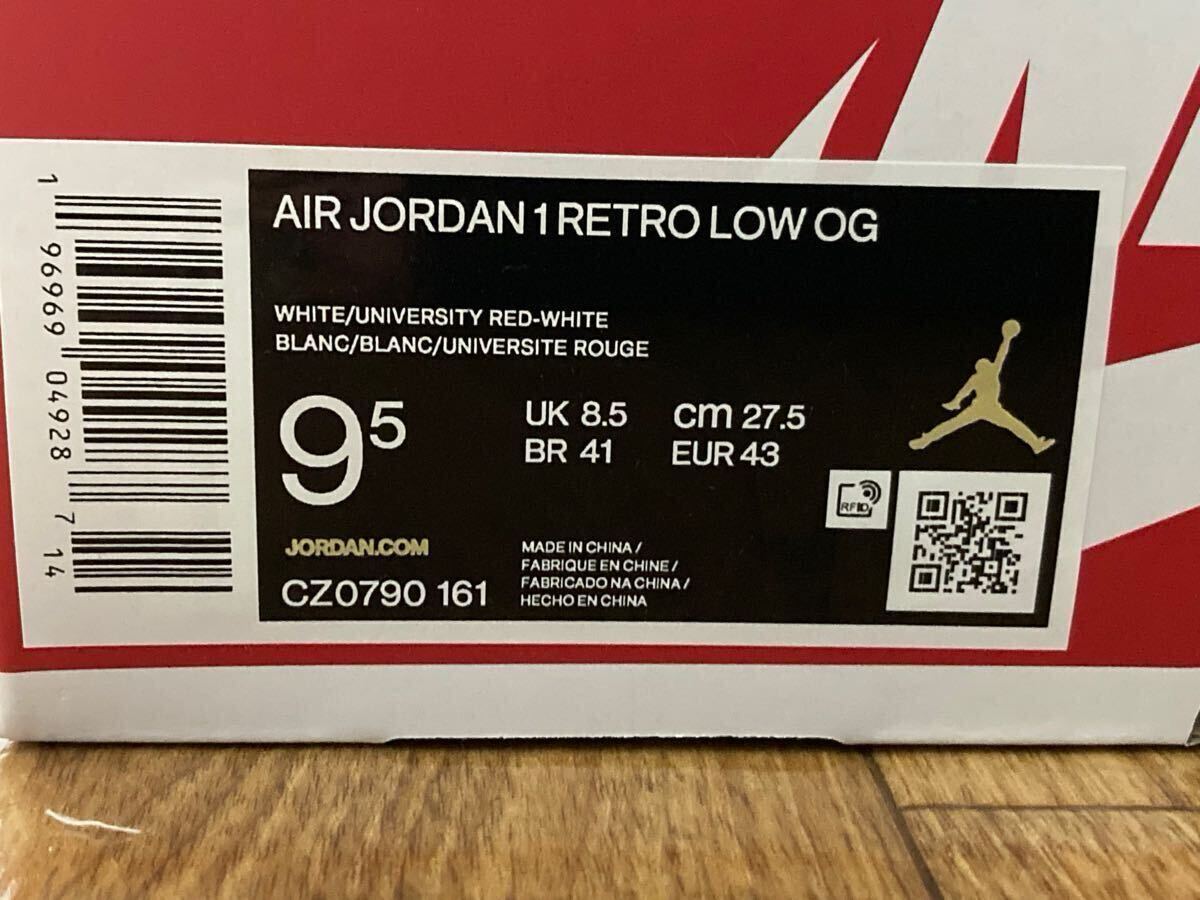 AIR JORDAN 1 RETRO LOW OG
WHITE/UNIVERSITY RED-WHITE
BLANC/BLANC/UNIVERSITE ROUGE
9 5
UK 8.5 cm 27.5
BR 41 EUR 43
JORDAN.COM
CZ0790 161
MADE IN CHINA /
FABRIQUE EN CHINE /
FABRICADO NA CHINA /
HECHO EN CHINA
RFID
1 96969 04928 7 14